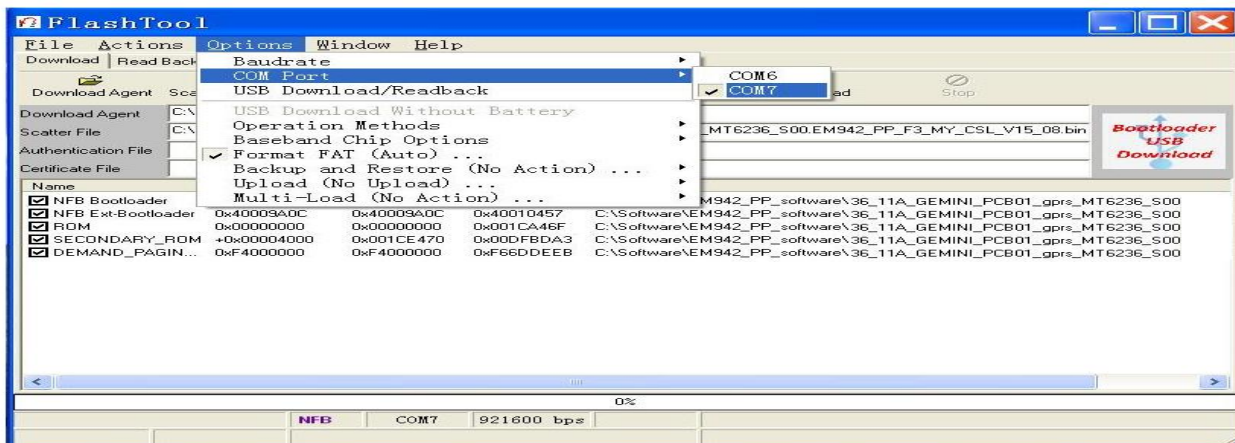 FlashTool
File Actions Options Window Help
Download Read Back
Baudrate
COM Port
USB Download/Readback
COM6
COM7
USB Download Without Battery
Operation Methods
Baseband Chip Options
Format FAT (Auto) ...
Backup and Restore (No Action) ...
Upload (No Upload) ...
Multi-Load (No Action) ...
Download Agent
Stop
Download Agent C:\
Scatter File C:\ _MT6236_S00.EM942_PP_F3_MY_CSL_V15_08.bin
Authentication File
Certificate File
Bootloader
USB
Download
Name
NFB Bootloader M942_PP_software\36_11A_GEMINI_PCB01_gprs_MT6236_S00
NFB Ext-Bootloader 0x40009A0C 0x40009A0C 0x40010457 C:\Software\EM942_PP_software\36_11A_GEMINI_PCB01_gprs_MT6236_S00
ROM 0x00000000 0x00000000 0x001CA46F C:\Software\EM942_PP_software\36_11A_GEMINI_PCB01_gprs_MT6236_S00
SECONDARY_ROM +0x00004000 0x001CE470 0x00DFBDA3 C:\Software\EM942_PP_software\36_11A_GEMINI_PCB01_gprs_MT6236_S00
DEMAND_PAGIN... 0xF4000000 0xF4000000 0xF66DDEEB C:\Software\EM942_PP_software\36_11A_GEMINI_PCB01_gprs_MT6236_S00
0%
NFB COM7 921600 bps